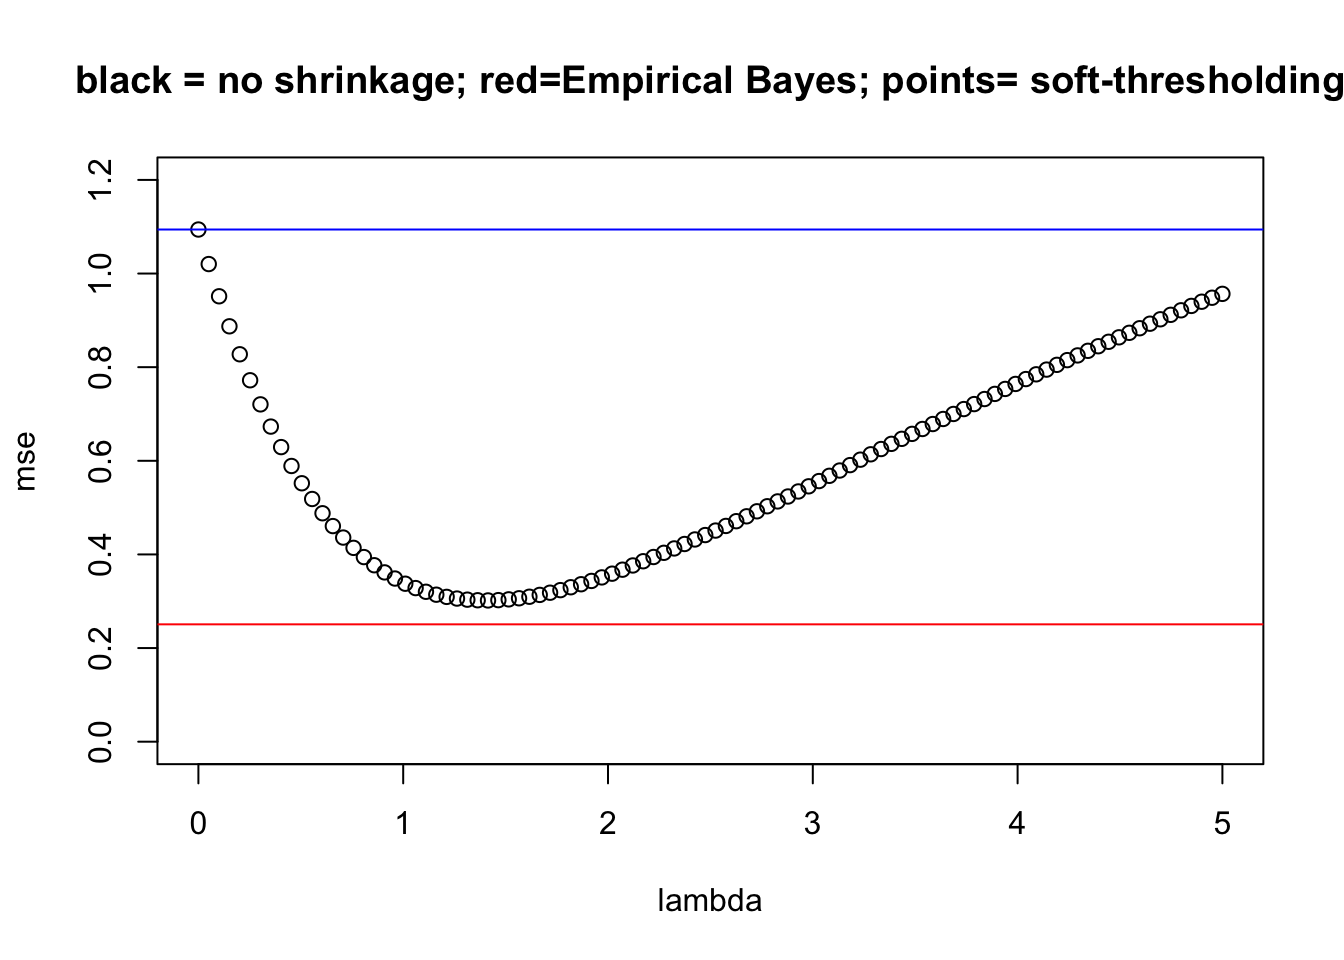 black = no shrinkage; red=Empirical Bayes; points= soft-thresholding
1.2
1.0
0.8
0.6
0.4
0.2
0.0
mse
0 1 2 3 4 5
lambda